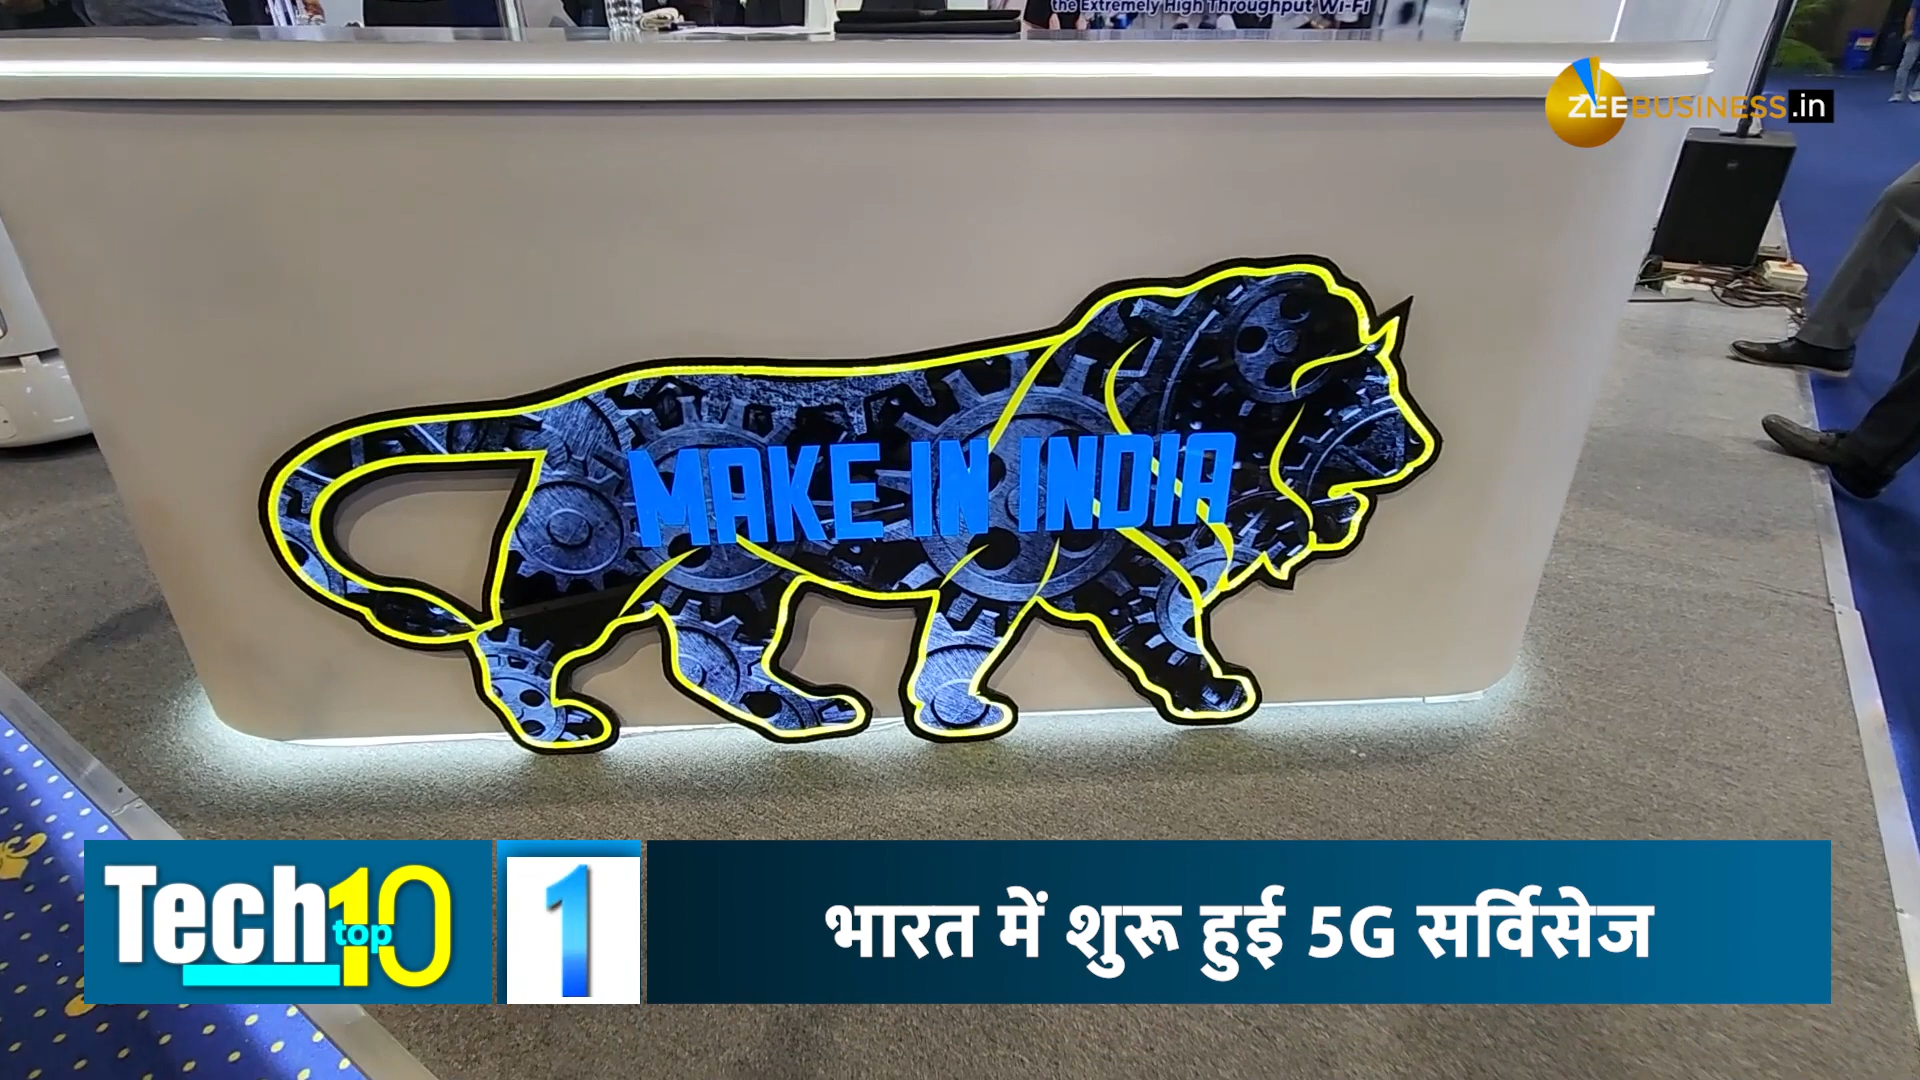 the Extremely High Throughput Wi-Fi
ZEEBUSINESS.in
MAKE IN INDIA
Tech top 10
1
भारत में शुरू हुई 5G सर्विसेज